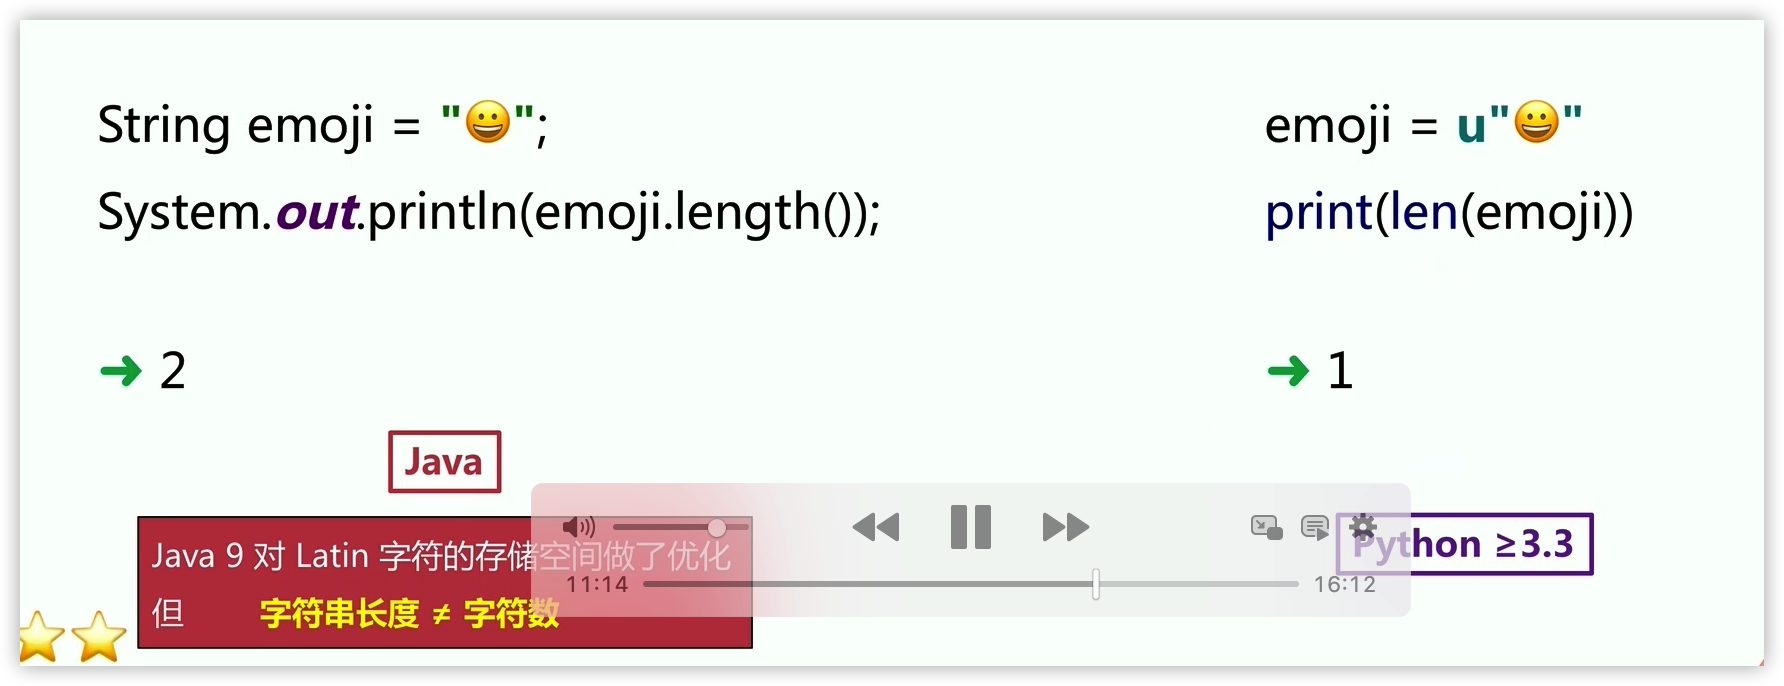 String emoji = "😀";
System.out.println(emoji.length());
➜ 2
Java
Java 9 对 Latin 字符的存储空间做了优化
但 字符串长度 ≠ 字符数
emoji = u"😀"
print(len(emoji))
➜ 1
Python ≥3.3
11:14
16:12